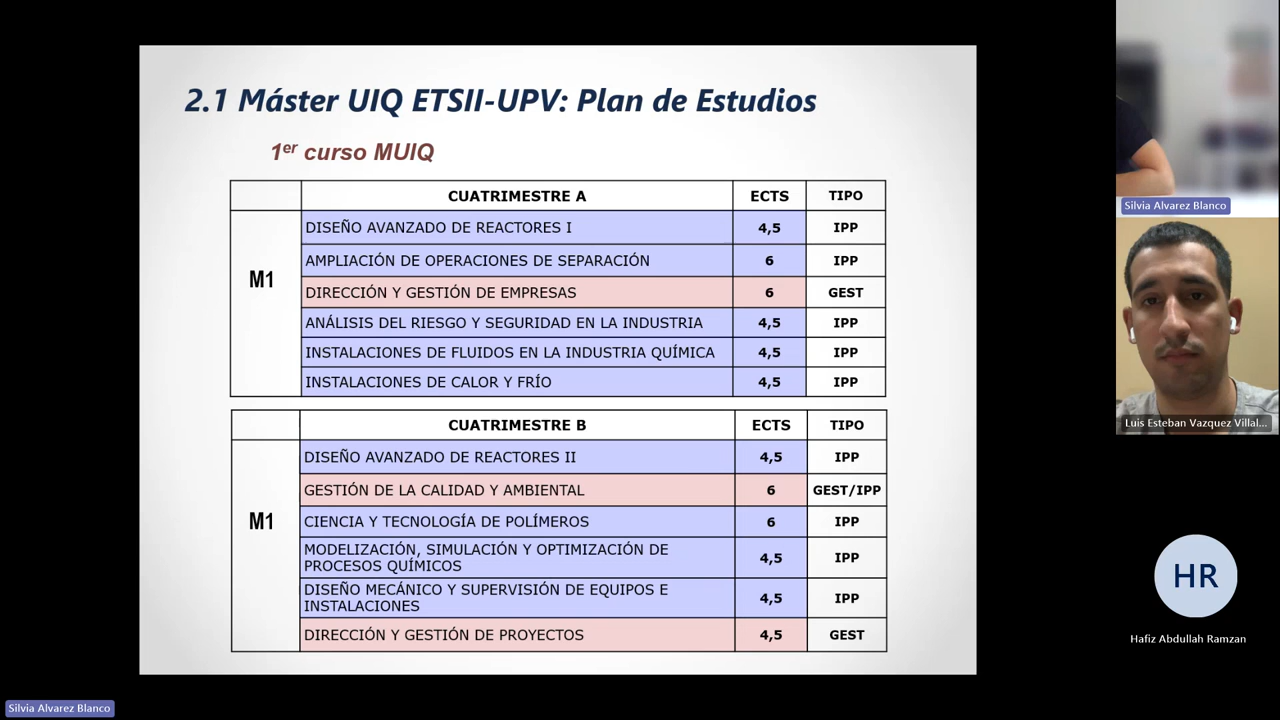 2.1 Máster UIQ ETSII-UPV: Plan de Estudios
1er curso MUIQ
CUATRIMESTRE A ECTS TIPO
M1
DISEÑO AVANZADO DE REACTORES I 4,5 IPP
AMPLIACIÓN DE OPERACIONES DE SEPARACIÓN 6 IPP
DIRECCIÓN Y GESTIÓN DE EMPRESAS 6 GEST
ANÁLISIS DEL RIESGO Y SEGURIDAD EN LA INDUSTRIA 4,5 IPP
INSTALACIONES DE FLUIDOS EN LA INDUSTRIA QUÍMICA 4,5 IPP
INSTALACIONES DE CALOR Y FRÍO 4,5 IPP
CUATRIMESTRE B ECTS TIPO
M1
DISEÑO AVANZADO DE REACTORES II 4,5 IPP
GESTIÓN DE LA CALIDAD Y AMBIENTAL 6 GEST/IPP
CIENCIA Y TECNOLOGÍA DE POLÍMEROS 6 IPP
MODELIZACIÓN, SIMULACIÓN Y OPTIMIZACIÓN DE
PROCESOS QUÍMICOS 4,5 IPP
DISEÑO MECÁNICO Y SUPERVISIÓN DE EQUIPOS E
INSTALACIONES 4,5 IPP
DIRECCIÓN Y GESTIÓN DE PROYECTOS 4,5 GEST
Silvia Alvarez Blanco
Luis Esteban Vazquez Villal...
HR
Hafiz Abdullah Ramzan
Silvia Alvarez Blanco